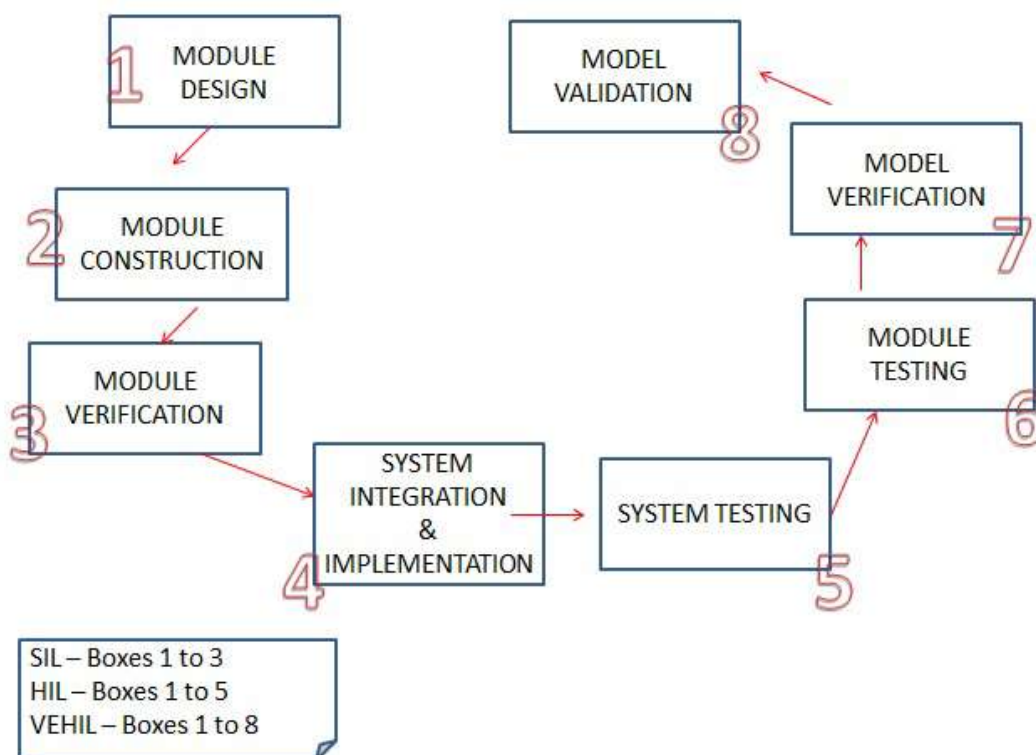 1
MODULE
DESIGN
2
MODULE
CONSTRUCTION
3
MODULE
VERIFICATION
4
SYSTEM
INTEGRATION
&
IMPLEMENTATION
5
SYSTEM TESTING
6
MODULE
TESTING
7
MODEL
VERIFICATION
8
MODEL
VALIDATION
SIL – Boxes 1 to 3
HIL – Boxes 1 to 5
VEHIL – Boxes 1 to 8